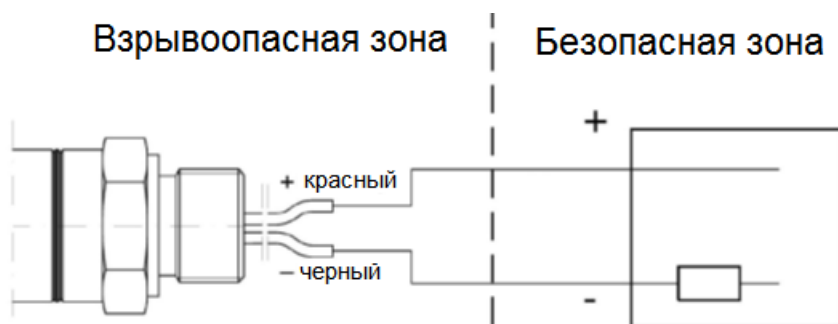 Взрывоопасная зона
Безопасная зона
+
+ красный
– черный
-